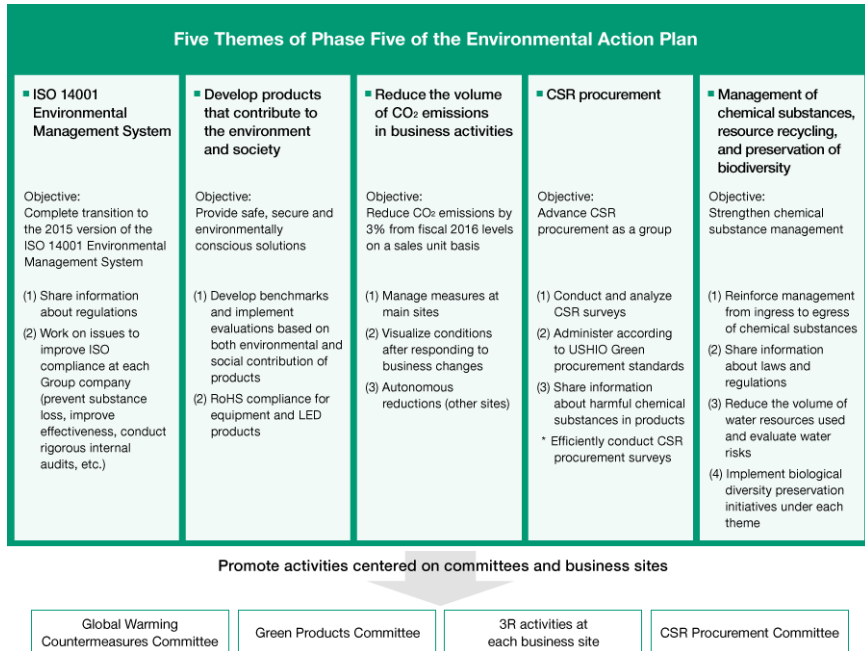 Five Themes of Phase Five of the Environmental Action Plan
■ ISO 14001
Environmental
Management System
Objective:
Complete transition to
the 2015 version of the
ISO 14001 Environmental
Management System
(1) Share information
about regulations
(2) Work on issues to
improve ISO
compliance at each
Group company
(prevent substance
loss, improve
effectiveness, conduct
rigorous internal
audits, etc.)
■ Develop products
that contribute to
the environment
and society
Objective:
Provide safe, secure and
environmentally
conscious solutions
(1) Develop benchmarks
and implement
evaluations based on
both environmental and
social contribution of
products
(2) RoHS compliance for
equipment and LED
products
■ Reduce the volume
of CO₂ emissions
in business activities
Objective:
Reduce CO₂ emissions by
3% from fiscal 2016 levels
on a sales unit basis
(1) Manage measures at
main sites
(2) Visualize conditions
after responding to
business changes
(3) Autonomous
reductions (other sites)
■ CSR procurement
Objective:
Advance CSR
procurement as a group
(1) Conduct and analyze
CSR surveys
(2) Administer according
to USHIO Green
procurement standards
(3) Share information
about harmful chemical
substances in products
* Efficiently conduct CSR
procurement surveys
■ Management of
chemical substances,
resource recycling,
and preservation of
biodiversity
Objective:
Strengthen chemical
substance management
(1) Reinforce management
from ingress to egress
of chemical substances
(2) Share information
about laws and
regulations
(3) Reduce the volume of
water resources used
and evaluate water
risks
(4) Implement biological
diversity preservation
initiatives under each
theme
Promote activities centered on committees and business sites
Global Warming
Countermeasures Committee
Green Products Committee
3R activities at
each business site
CSR Procurement Committee